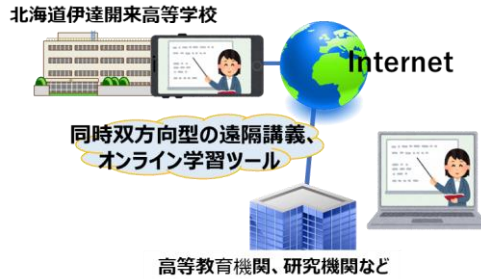 北海道伊達開来高等学校
Internet
同時双方向型の遠隔講義、
オンライン学習ツール
高等教育機関、研究機関など